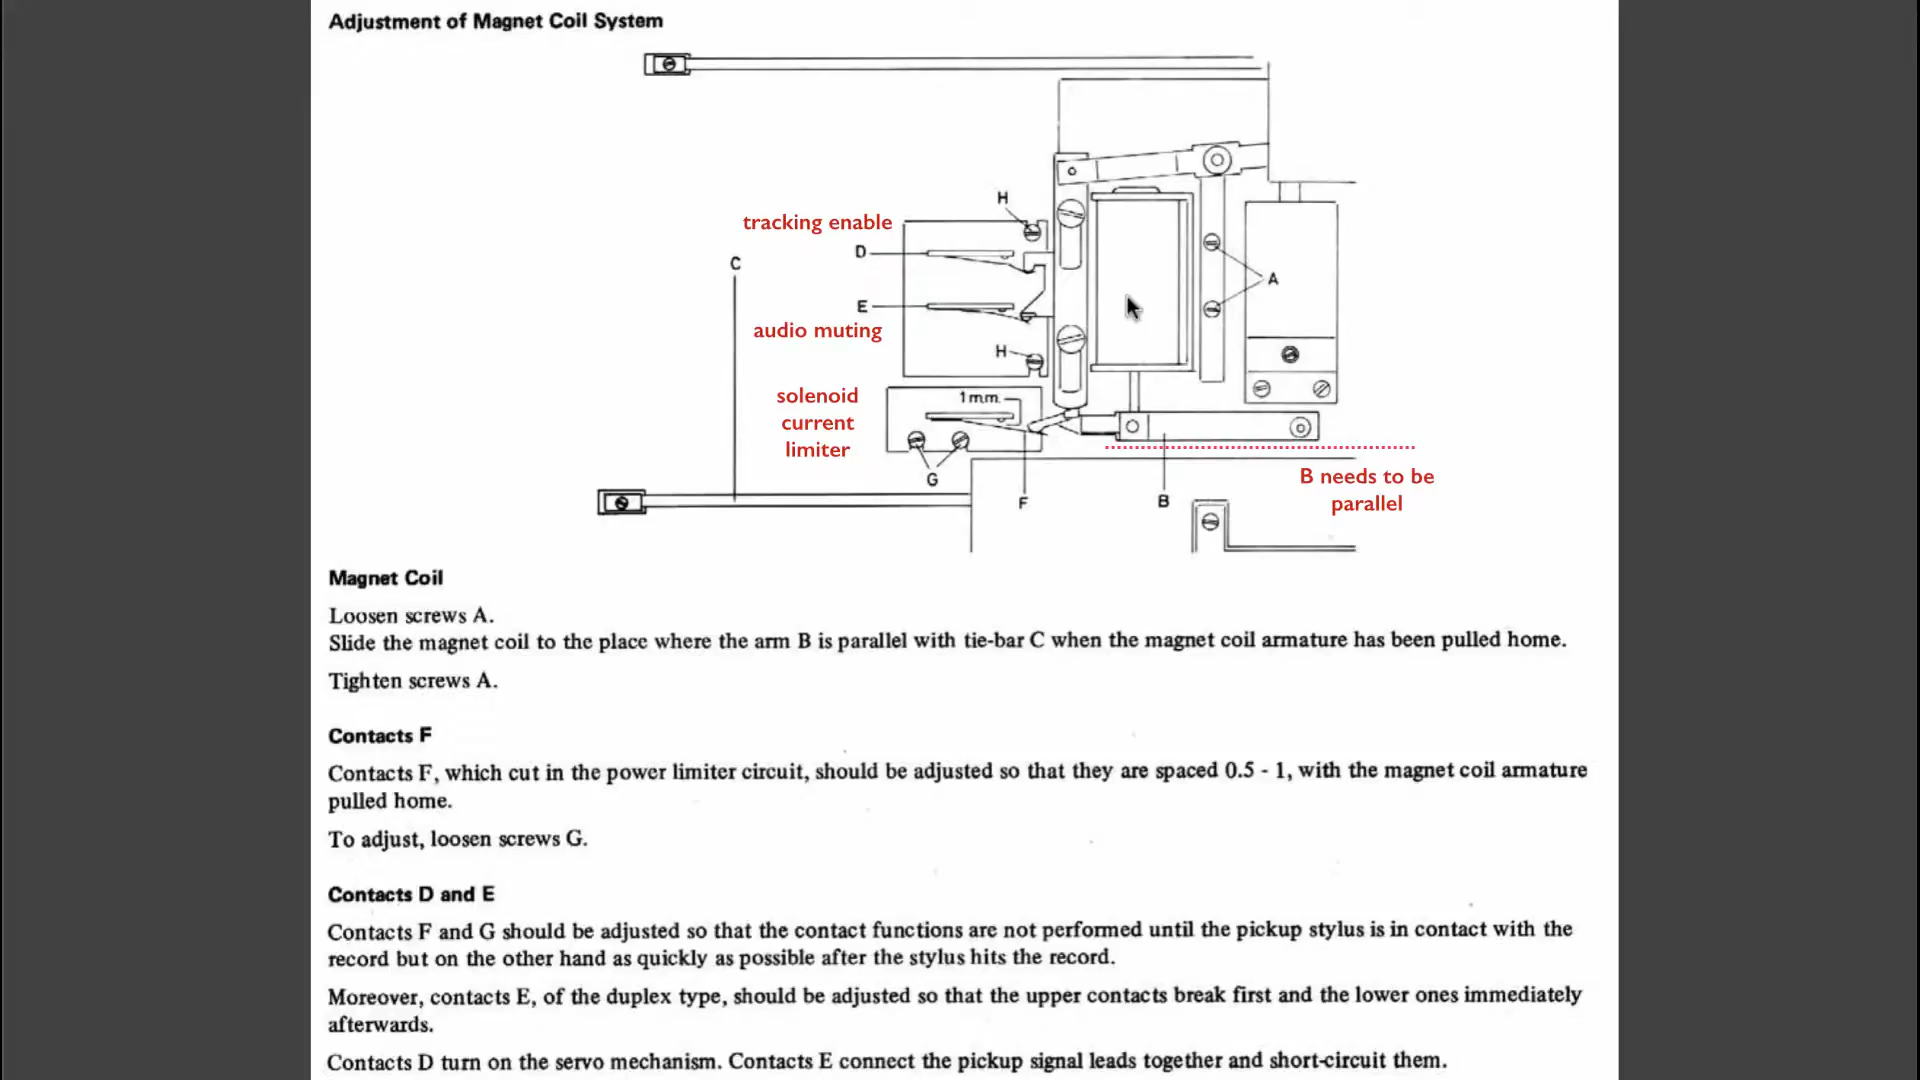 Adjustment of Magnet Coil System
H
tracking enable
D
C
A
E
audio muting
H
solenoid
current
limiter
1 m.m.
G
F
B
B needs to be
parallel
Magnet Coil
Loosen screws A.
Slide the magnet coil to the place where the arm B is parallel with tie-bar C when the magnet coil armature has been pulled home.
Tighten screws A.
Contacts F
Contacts F, which cut in the power limiter circuit, should be adjusted so that they are spaced 0.5 - 1, with the magnet coil armature
pulled home.
To adjust, loosen screws G.
Contacts D and E
Contacts F and G should be adjusted so that the contact functions are not performed until the pickup stylus is in contact with the
record but on the other hand as quickly as possible after the stylus hits the record.
Moreover, contacts E, of the duplex type, should be adjusted so that the upper contacts break first and the lower ones immediately
afterwards.
Contacts D turn on the servo mechanism. Contacts E connect the pickup signal leads together and short-circuit them.